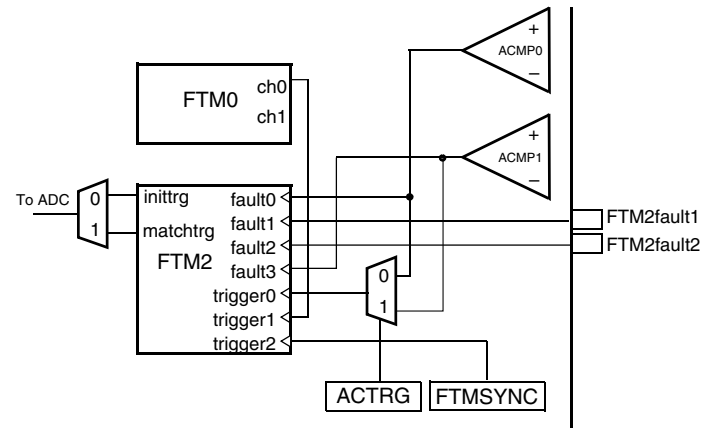 +
ACMP0
−
FTM0
ch0
ch1
+
ACMP1
−
To ADC
0
1
inittrg
matchtrg
FTM2
fault0
fault1
fault2
fault3
trigger0
trigger1
trigger2
0
1
FTM2fault1
FTM2fault2
ACTRG
FTMSYNC